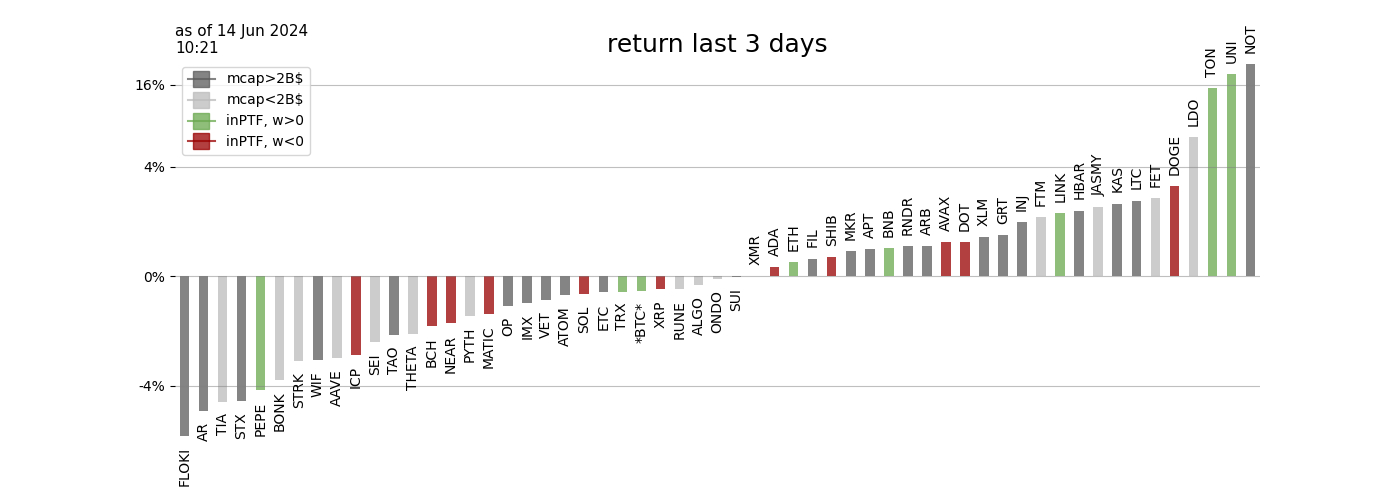 as of 14 Jun 2024
10:21
return last 3 days
mcap>2B$
mcap<2B$
inPTF, w>0
inPTF, w<0
16%
4%
0%
-4%
FLOKI
AR
TIA
STX
PEPE
BONK
STRK
WIF
AAVE
ICP
SEI
TAO
THETA
BCH
NEAR
PYTH
MATIC
OP
IMX
VET
ATOM
SOL
ETC
TRX
*BTC*
XRP
RUNE
ALGO
ONDO
SUI
XMR
ADA
ETH
FIL
SHIB
MKR
APT
BNB
RNDR
ARB
AVAX
DOT
XLM
GRT
INJ
FTM
LINK
HBAR
JASMY
KAS
LTC
FET
DOGE
LDO
TON
UNI
NOT